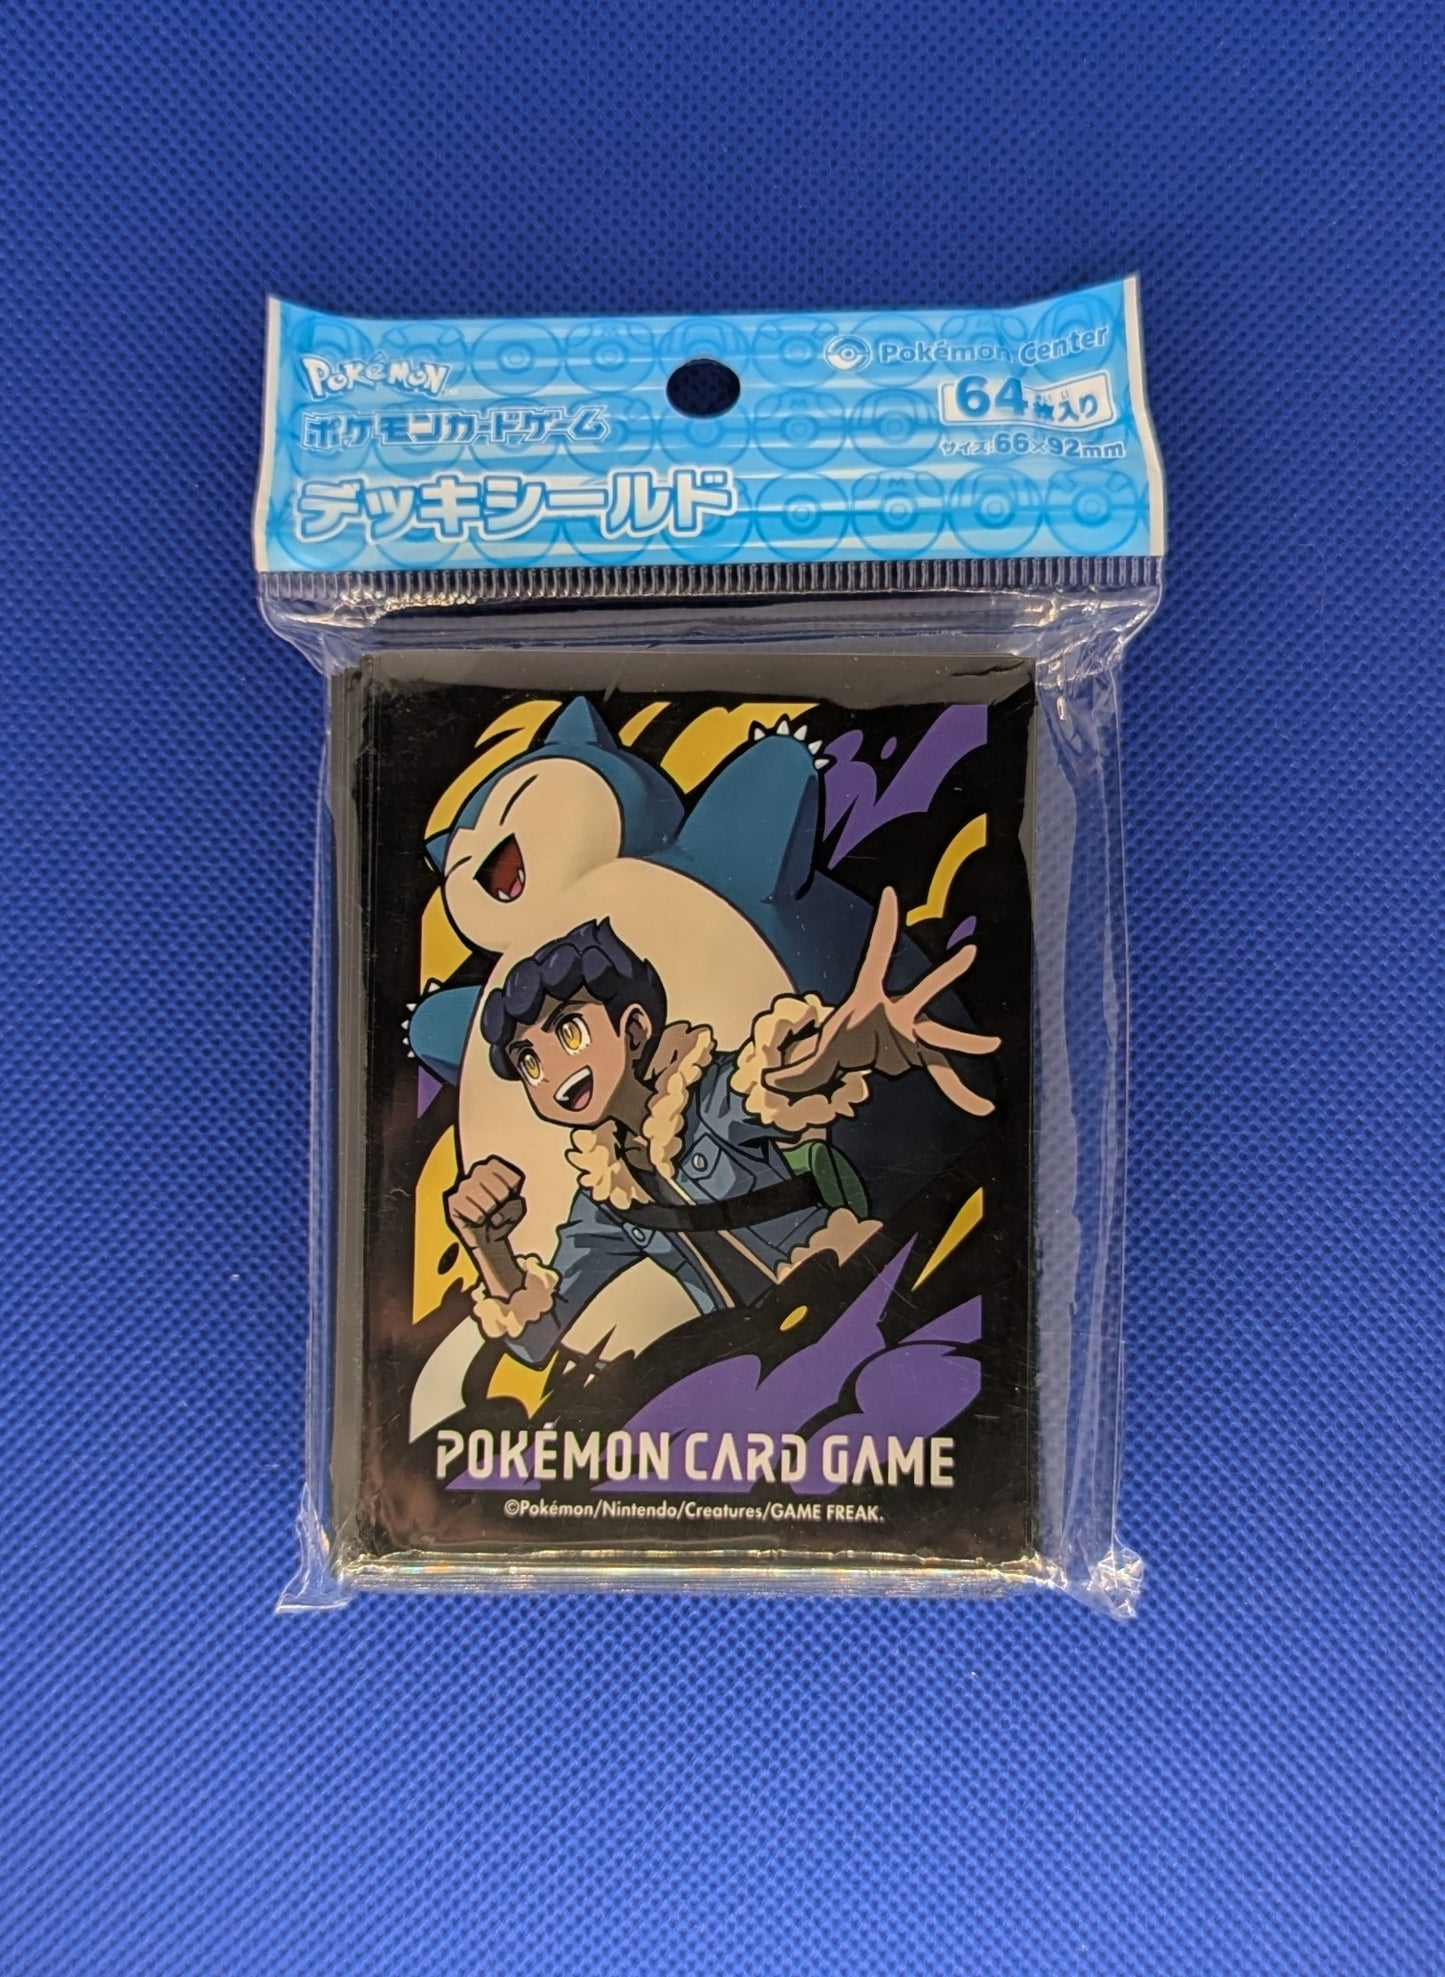 POKÉMON
Pokémon Center
64枚入り
ポケモンカードゲーム
サイズ:66×92mm
デッキシールド
POKÉMON CARD GAME
©Pokémon/Nintendo/Creatures/GAME FREAK.